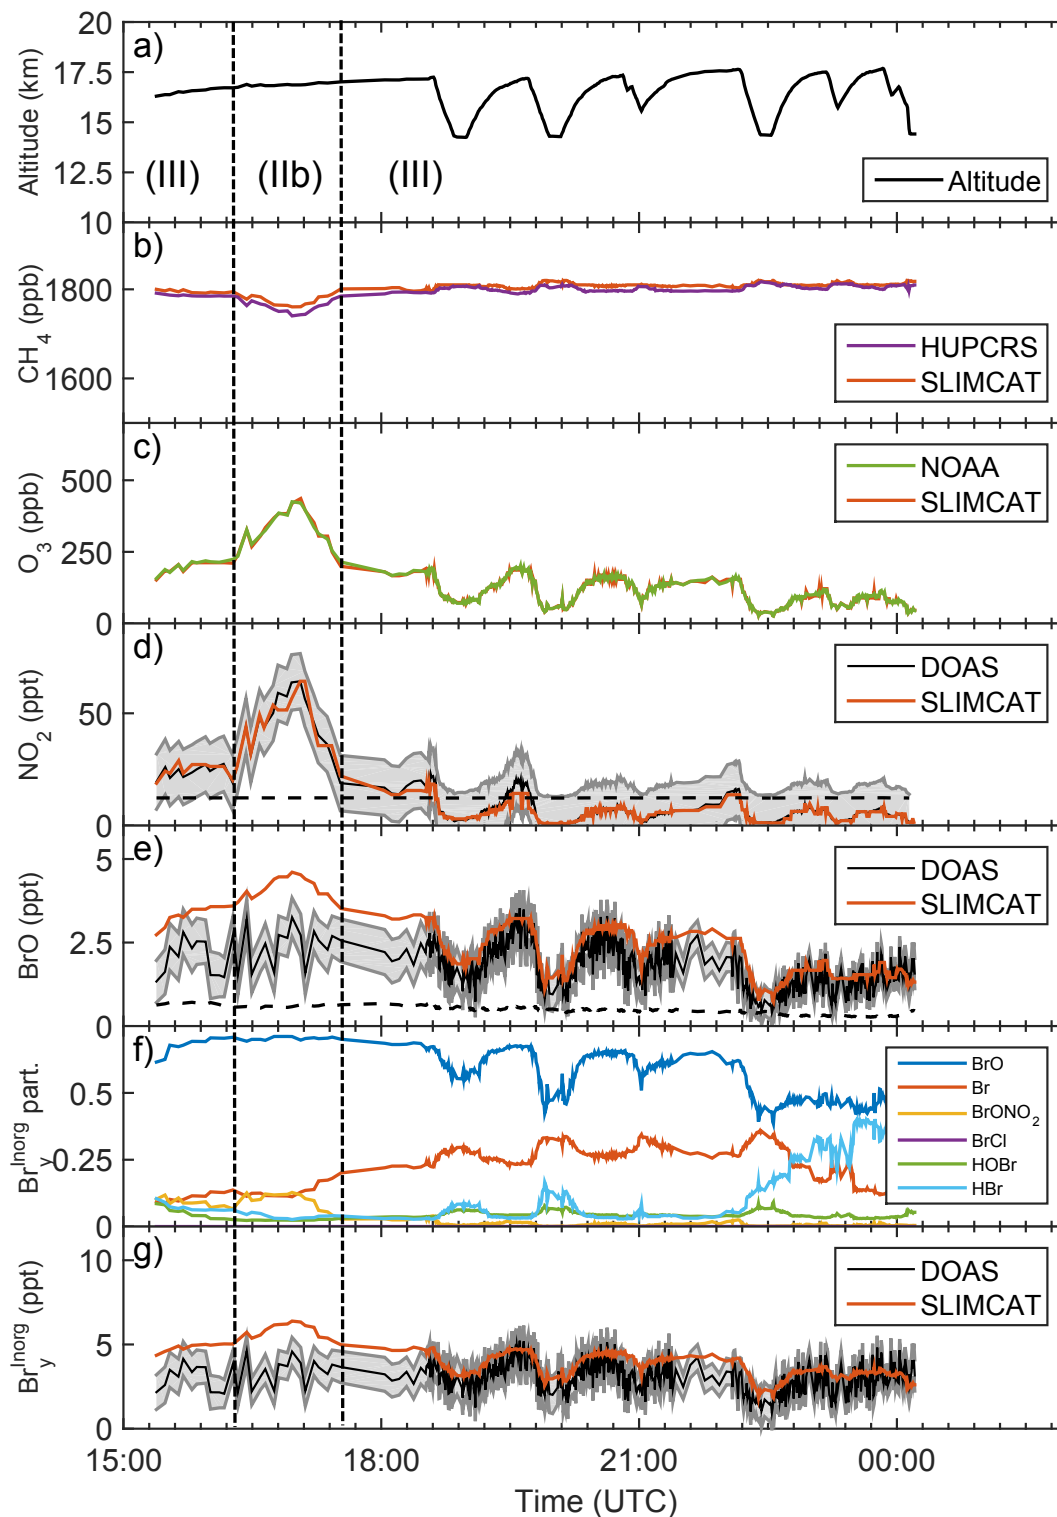 a)
20
17.5
15
12.5
10
Altitude (km)
(III)
(IIb)
(III)
Altitude
b)
1800
1600
CH4 (ppb)
HUPCRS
SLIMCAT
c)
500
250
0
O3 (ppb)
NOAA
SLIMCAT
d)
50
0
NO2 (ppt)
DOAS
SLIMCAT
e)
5
2.5
0
BrO (ppt)
DOAS
SLIMCAT
f)
0.5
0.25
0
Br_y^Inorg part.
BrO
Br
BrONO2
BrCl
HOBr
HBr
g)
10
5
0
Br_y^Inorg (ppt)
DOAS
SLIMCAT
15:00
18:00
21:00
00:00
Time (UTC)